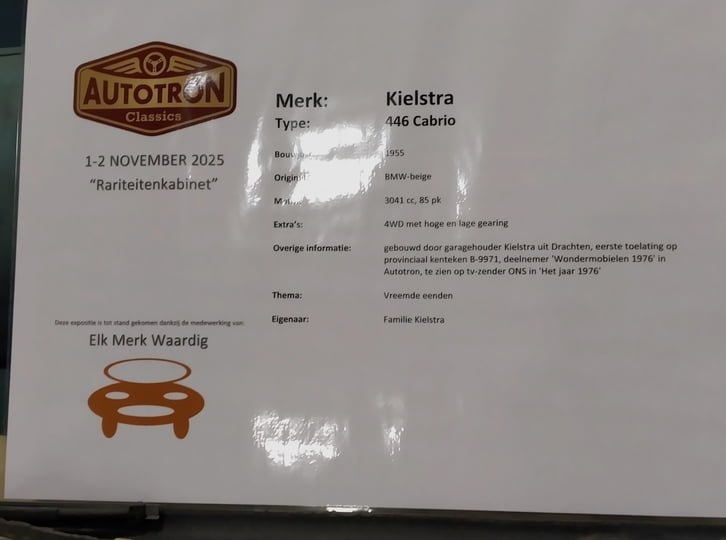 AUTOTRON
Classics
1-2 NOVEMBER 2025
“Rariteitenkabinet”
Merk: Kielstra
Type: 446 Cabrio
1955
BMW-beige
3041 cc, 85 pk
Extra's: 4WD met hoge en lage gearing
Overige informatie: gebouwd door garagehouder Kielstra uit Drachten, eerste toelating op
provinciaal kenteken B-9971, deelnemer 'Wondermobielen 1976' in
Autotron, te zien op tv-zender ONS in 'Het jaar 1976'
Thema: Vreemde eenden
Eigenaar: Familie Kielstra
Deze expositie is tot stand gekomen dankzij de medewerking van:
Elk Merk Waardig